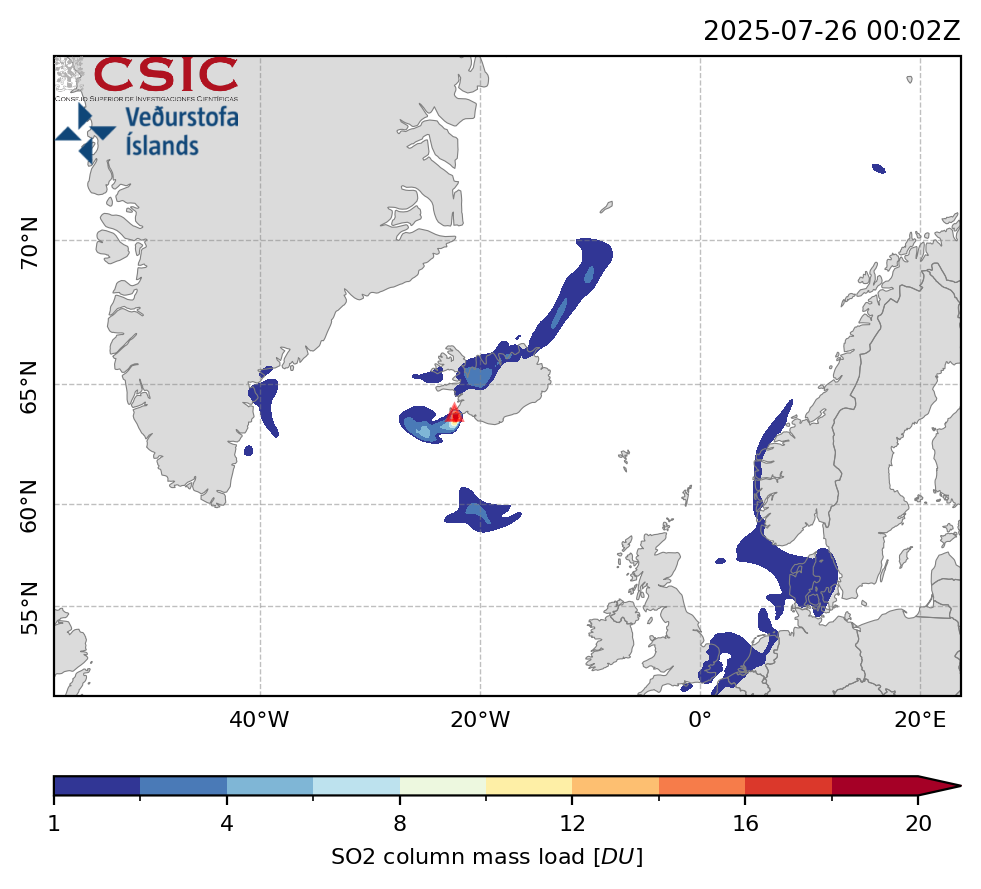 2025-07-26 00:02Z
CSIC
CONSEJO SUPERIOR DE INVESTIGACIONES CIENTÍFICAS
Veðurstofa
Íslands
70°N
65°N
60°N
55°N
40°W 20°W 0° 20°E
1 4 8 12 16 20
SO2 column mass load [DU]